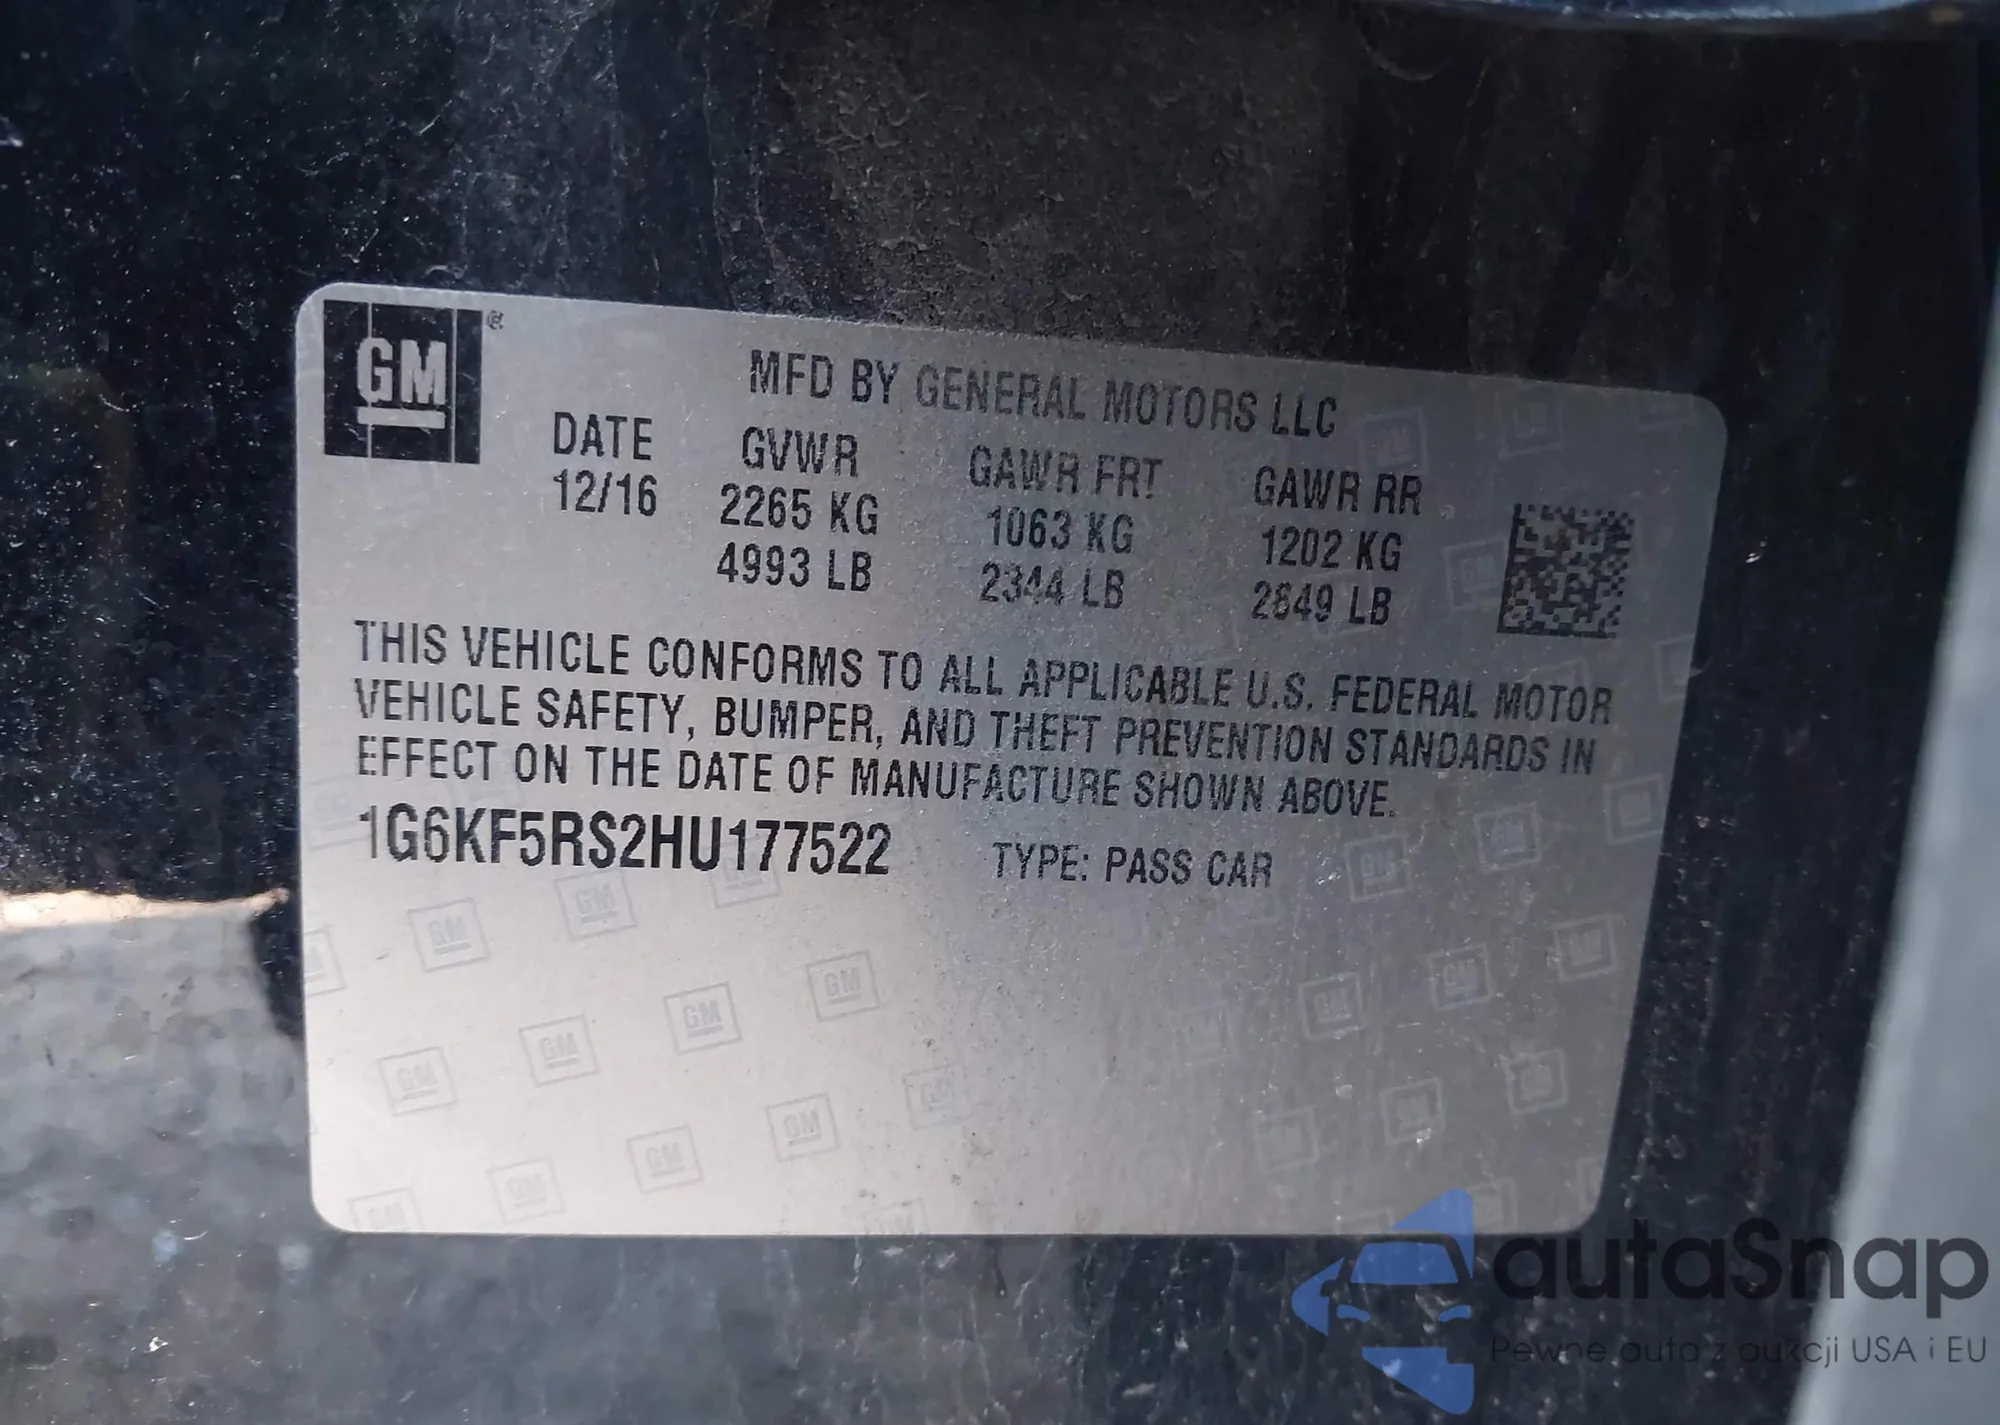 GM
MFD BY GENERAL MOTORS LLC
DATE GVWR GAWR FRT GAWR RR
12/16 2265 KG 1063 KG 1202 KG
4993 LB 2344 LB 2649 LB
THIS VEHICLE CONFORMS TO ALL APPLICABLE U.S. FEDERAL MOTOR
VEHICLE SAFETY, BUMPER, AND THEFT PREVENTION STANDARDS IN
EFFECT ON THE DATE OF MANUFACTURE SHOWN ABOVE.
1G6KF5RS2HU177522 TYPE: PASS CAR
autaSnap
Pewne auta z aukcji USA i EU